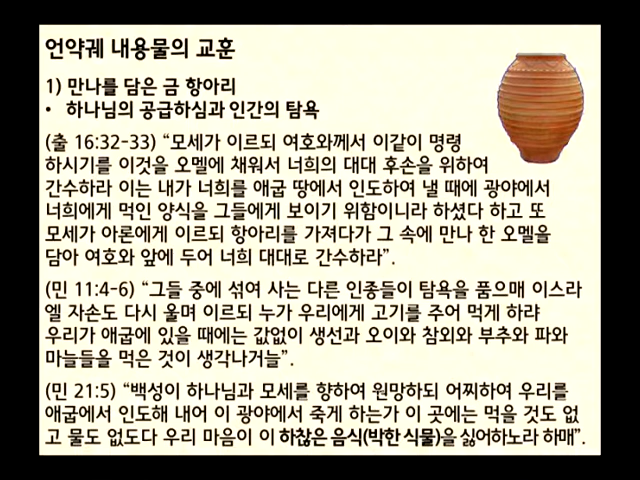 언약궤 내용물의 교훈
1) 만나를 담은 금 항아리
• 하나님의 공급하심과 인간의 탐욕
(출 16:32-33) “모세가 이르되 여호와께서 이같이 명령
하시기를 이것을 오멜에 채워서 너희의 대대 후손을 위하여
간수하라 이는 내가 너희를 애굽 땅에서 인도하여 낼 때에 광야에서
너희에게 먹인 양식을 그들에게 보이기 위함이니라 하셨다 하고 또
모세가 아론에게 이르되 항아리를 가져다가 그 속에 만나 한 오멜을
담아 여호와 앞에 두어 너희 대대로 간수하라”.
(민 11:4-6) “그들 중에 섞여 사는 다른 인종들이 탐욕을 품으매 이스라
엘 자손도 다시 울며 이르되 누가 우리에게 고기를 주어 먹게 하랴
우리가 애굽에 있을 때에는 값없이 생선과 오이와 참외와 부추와 파와
마늘들을 먹은 것이 생각나거늘”.
(민 21:5) “백성이 하나님과 모세를 향하여 원망하되 어찌하여 우리를
애굽에서 인도해 내어 이 광야에서 죽게 하는가 이 곳에는 먹을 것도 없
고 물도 없도다 우리 마음이 이 하찮은 음식(박한 식물)을 싫어하노라 하매”.